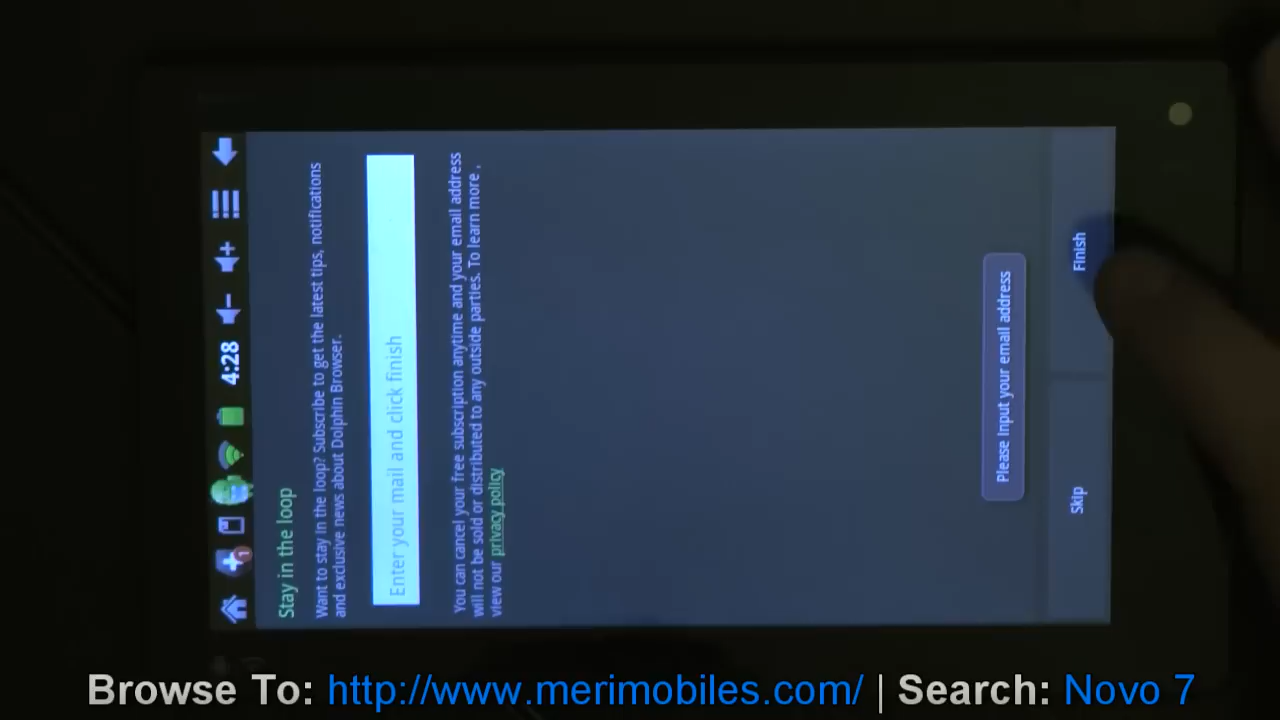 4:28
Stay in the loop
Want to stay in the loop? Subscribe to get the latest tips, notifications
and exclusive news about Dolphin Browser.
Enter your mail and click finish
You can cancel your free subscription anytime and your email address
will not be sold or distributed to any outside parties. To learn more ,
view our privacy policy
Please Input your email address
Skip
Finish
Browse To: http://www.merimobiles.com/ | Search: Novo 7